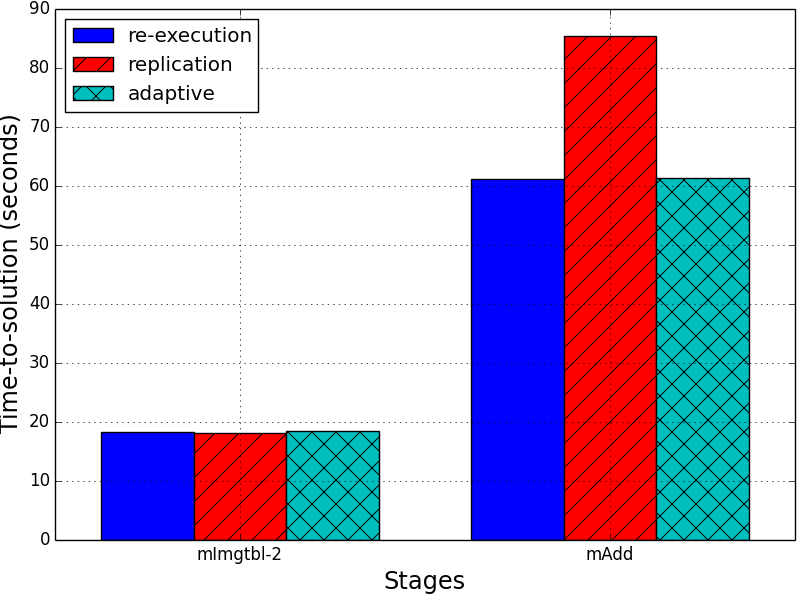 90
80
70
60
50
40
30
20
10
0
Time-to-solution (seconds)
re-execution
replication
adaptive
mImgtbl-2
mAdd
Stages